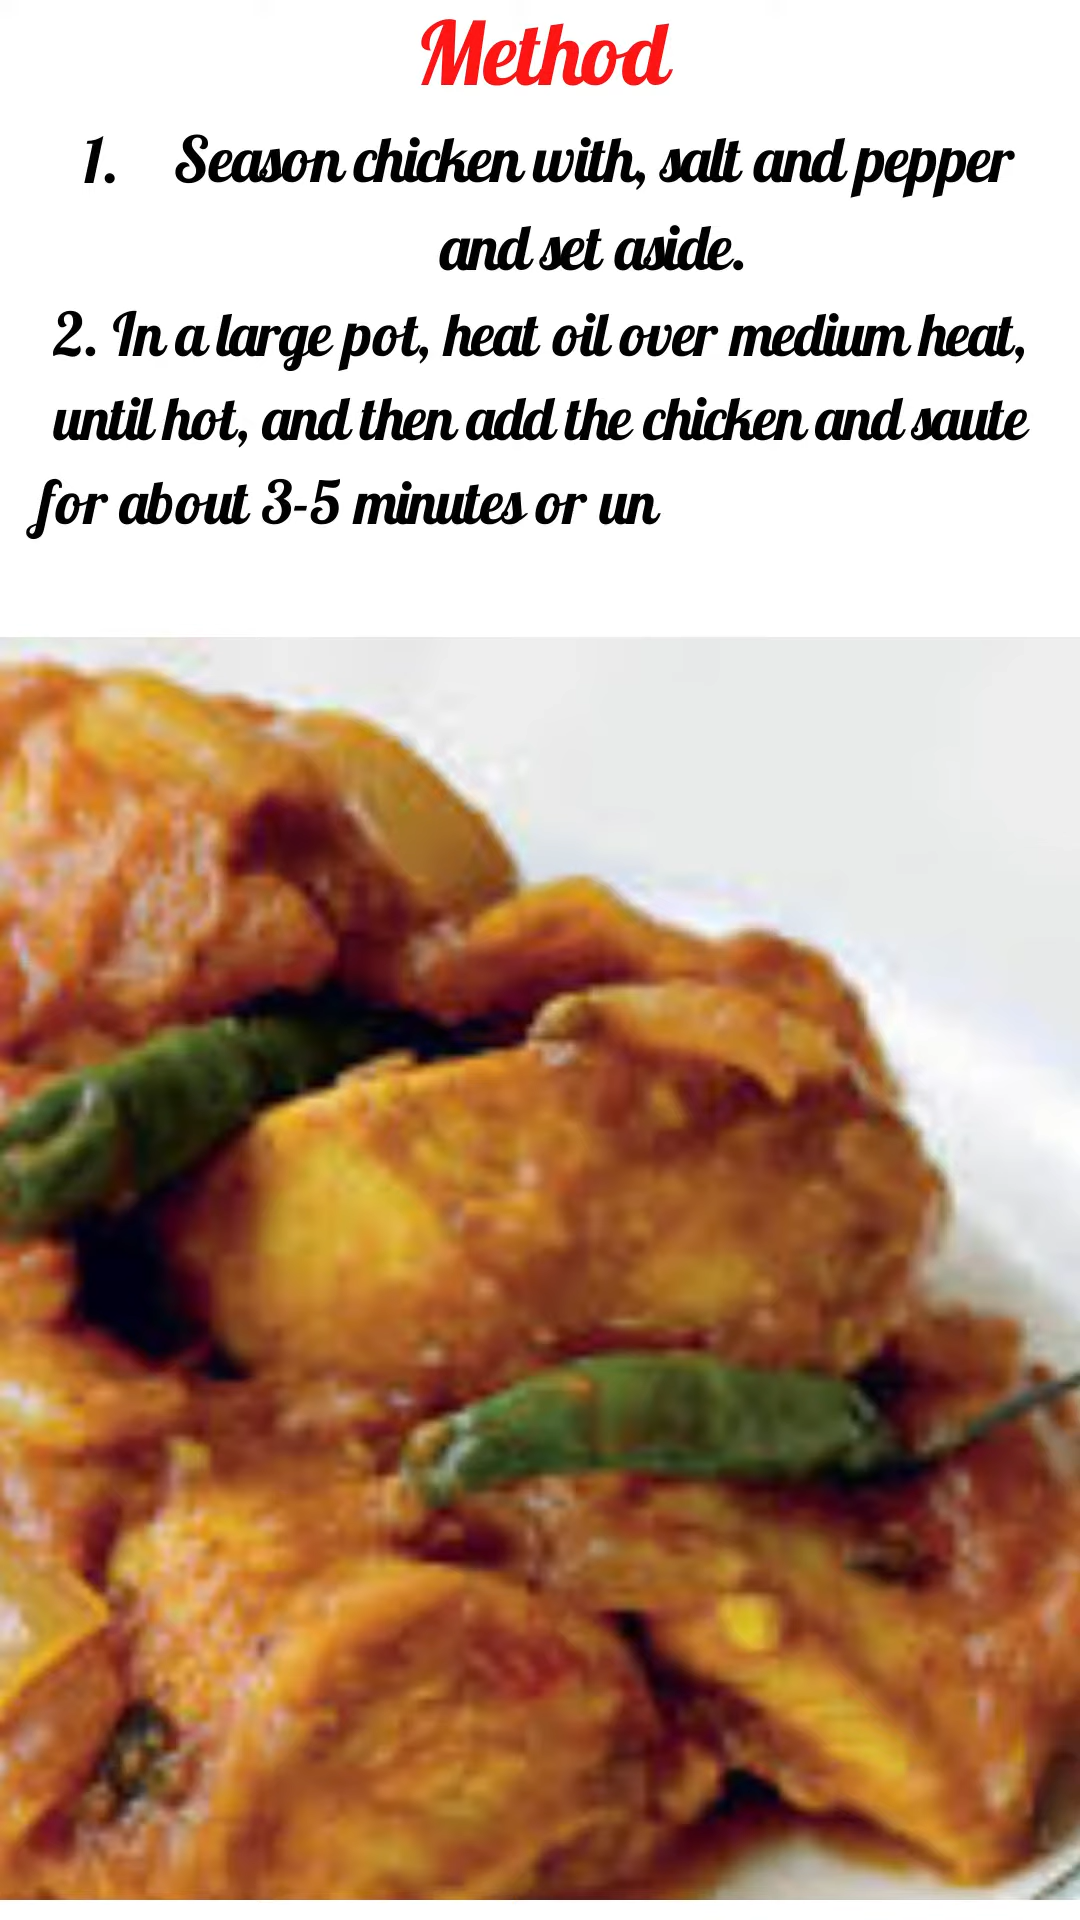 Method
1. Season chicken with, salt and pepper
and set aside.
2. In a large pot, heat oil over medium heat,
until hot, and then add the chicken and saute
for about 3-5 minutes or un